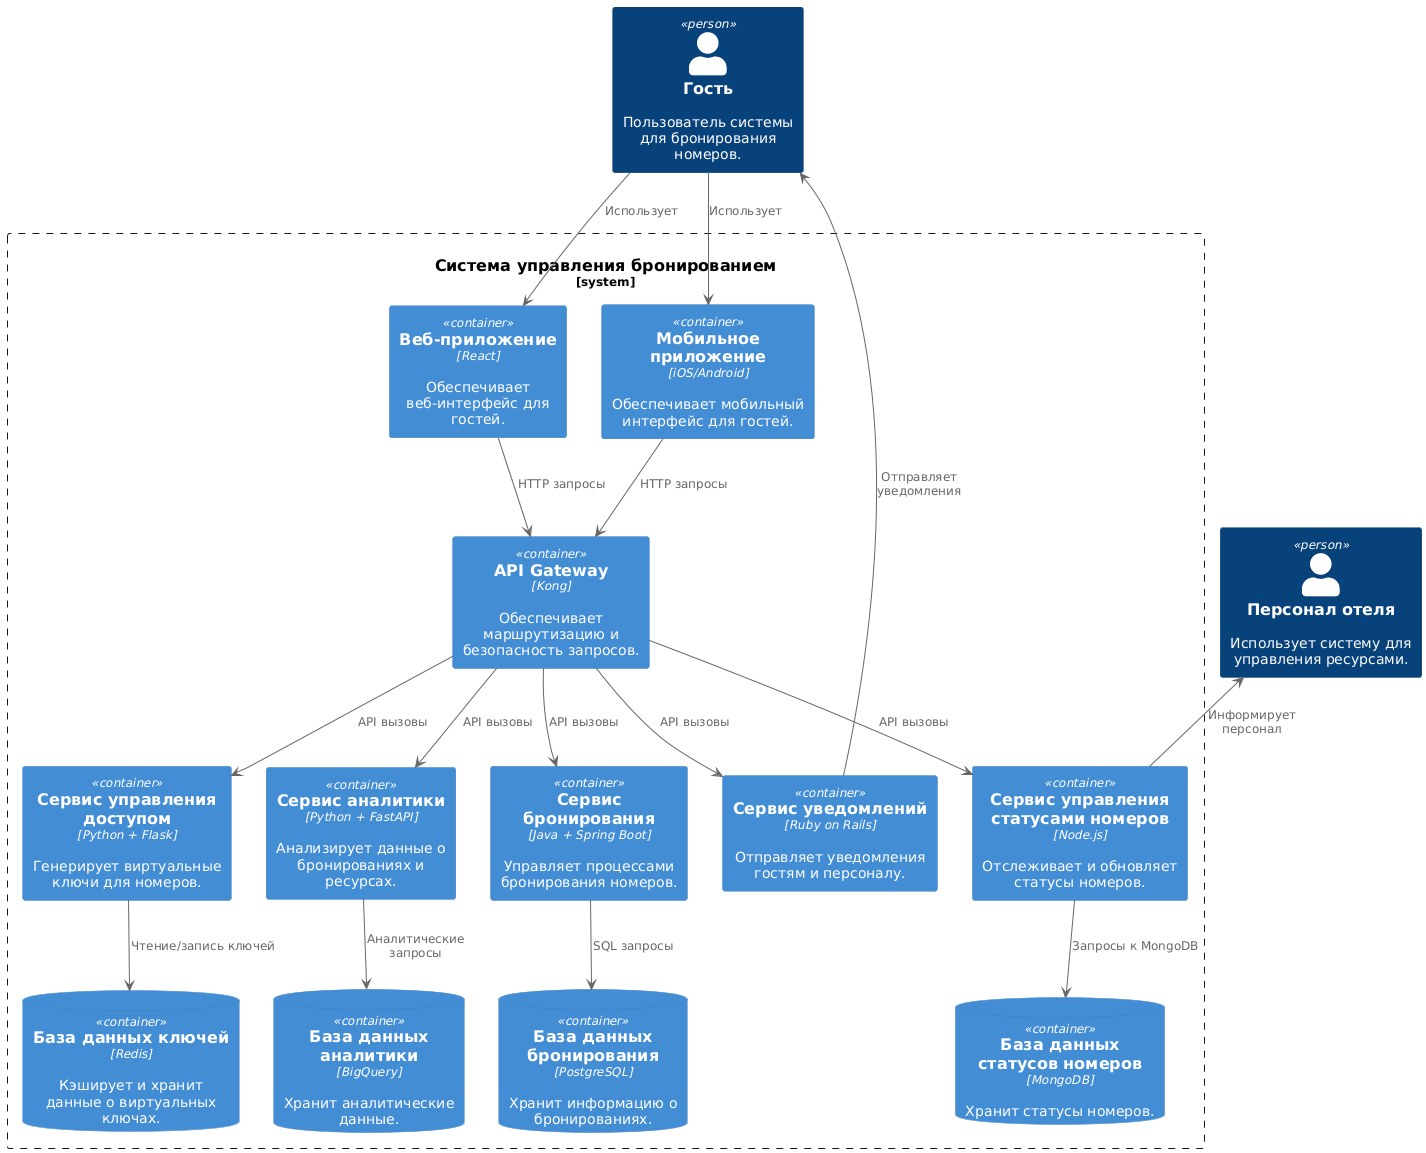 «person»
Гость
Пользователь системы
для бронирования
номеров.
Использует
Использует
Система управления бронированием
[system]
«container»
Веб-приложение
[React]
Обеспечивает
веб-интерфейс для
гостей.
«container»
Мобильное
приложение
[iOS/Android]
Обеспечивает мобильный
интерфейс для гостей.
HTTP запросы
HTTP запросы
Отправляет
уведомления
«container»
API Gateway
[Kong]
Обеспечивает
маршрутизацию и
безопасность запросов.
«person»
Персонал отеля
Использует систему для
управления ресурсами.
API вызовы
API вызовы
API вызовы
API вызовы
API вызовы
Информирует
персонал
«container»
Сервис управления
доступом
[Python + Flask]
Генерирует виртуальные
ключи для номеров.
«container»
Сервис аналитики
[Python + FastAPI]
Анализирует данные о
бронированиях и
ресурсах.
«container»
Сервис
бронирования
[Java + Spring Boot]
Управляет процессами
бронирования номеров.
«container»
Сервис уведомлений
[Ruby on Rails]
Отправляет уведомления
гостям и персоналу.
«container»
Сервис управления
статусами номеров
[Node.js]
Отслеживает и обновляет
статусы номеров.
Чтение/запись ключей
Аналитические
запросы
SQL запросы
Запросы к MongoDB
«container»
База данных ключей
[Redis]
Кэширует и хранит
данные о виртуальных
ключах.
«container»
База данных
аналитики
[BigQuery]
Хранит аналитические
данные.
«container»
База данных
бронирования
[PostgreSQL]
Хранит информацию о
бронированиях.
«container»
База данных
статусов номеров
[MongoDB]
Хранит статусы номеров.